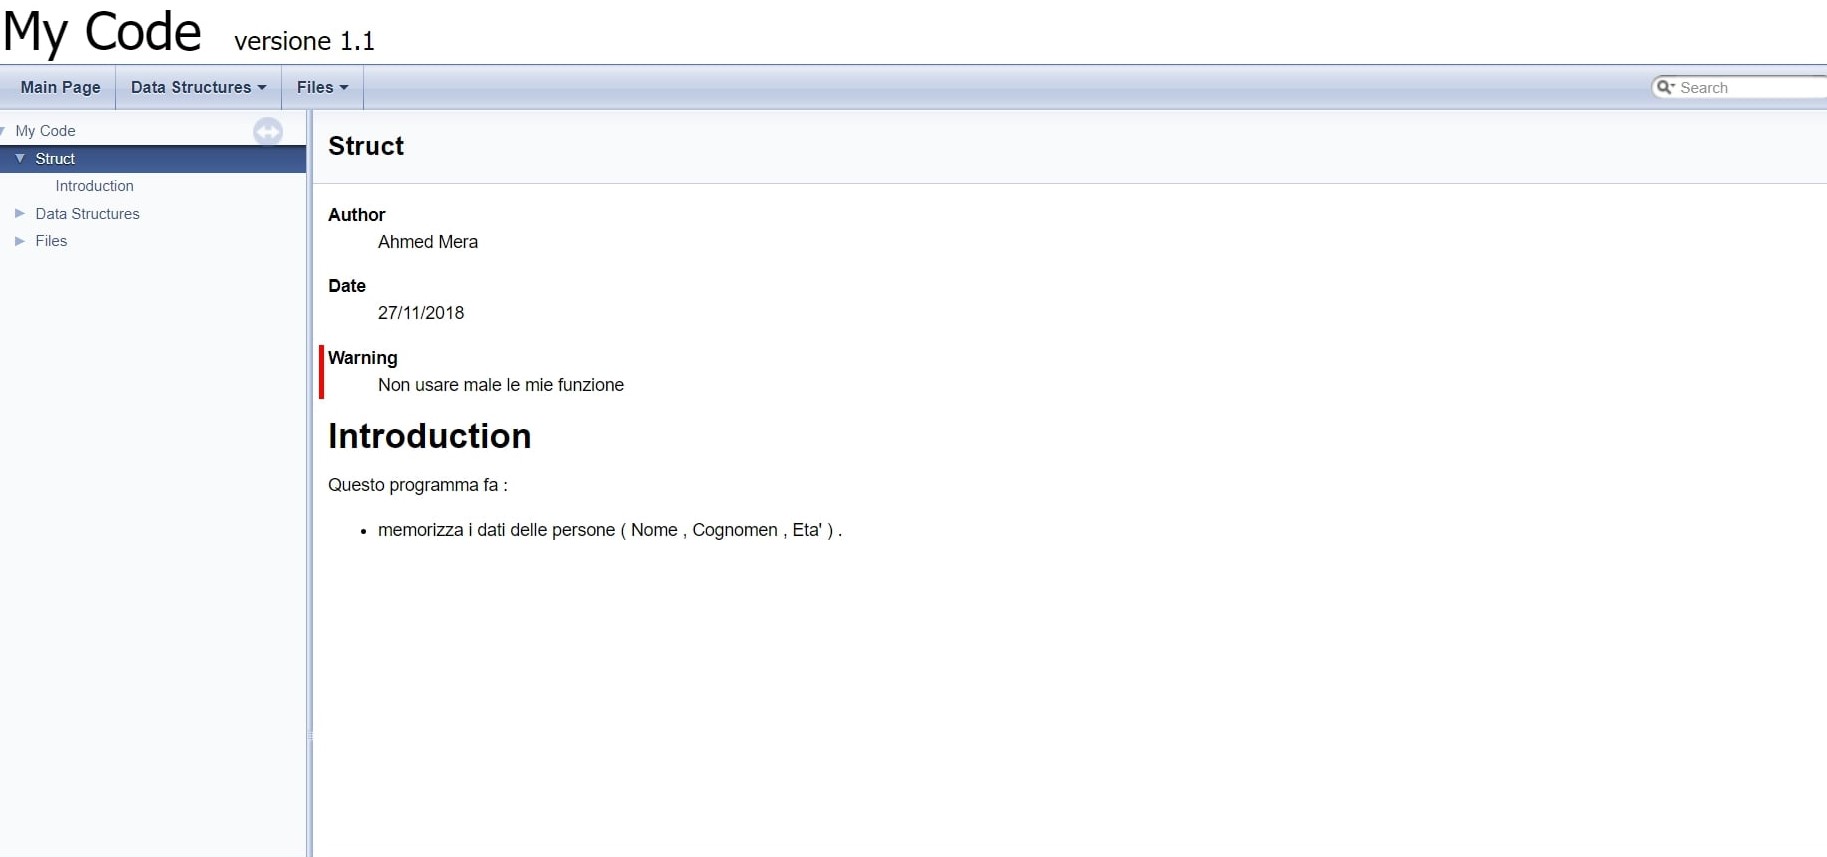 My Code versione 1.1
Main Page Data Structures Files Search
My Code
Struct
Introduction
Data Structures
Files
Struct
Author
Ahmed Mera
Date
27/11/2018
Warning
Non usare male le mie funzione
Introduction
Questo programma fa :
• memorizza i dati delle persone ( Nome , Cognomen , Eta' ) .